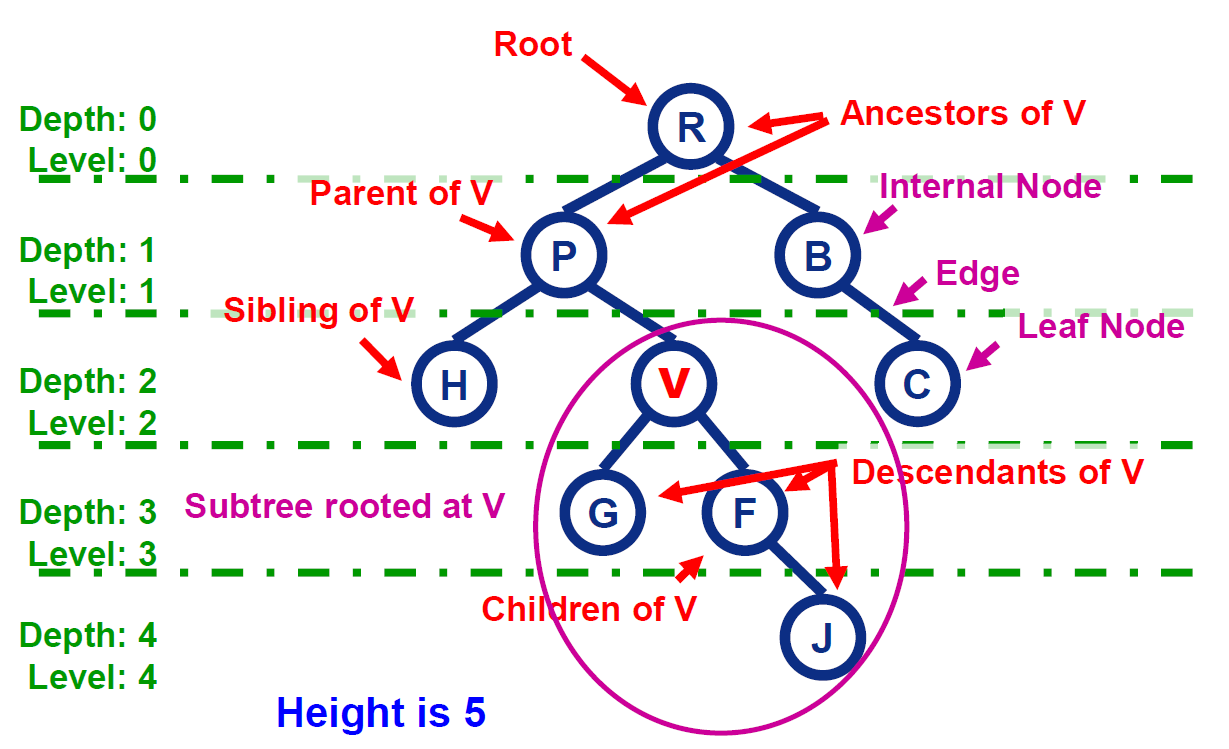 Root
Depth: 0
R
Ancestors of V
Level: 0
Parent of V
Internal Node
Depth: 1
P
B
Level: 1
Edge
Sibling of V
Leaf Node
Depth: 2
H
V
C
Level: 2
Descendants of V
Subtree rooted at V
Depth: 3
G
F
Level: 3
Children of V
Depth: 4
J
Level: 4
Height is 5